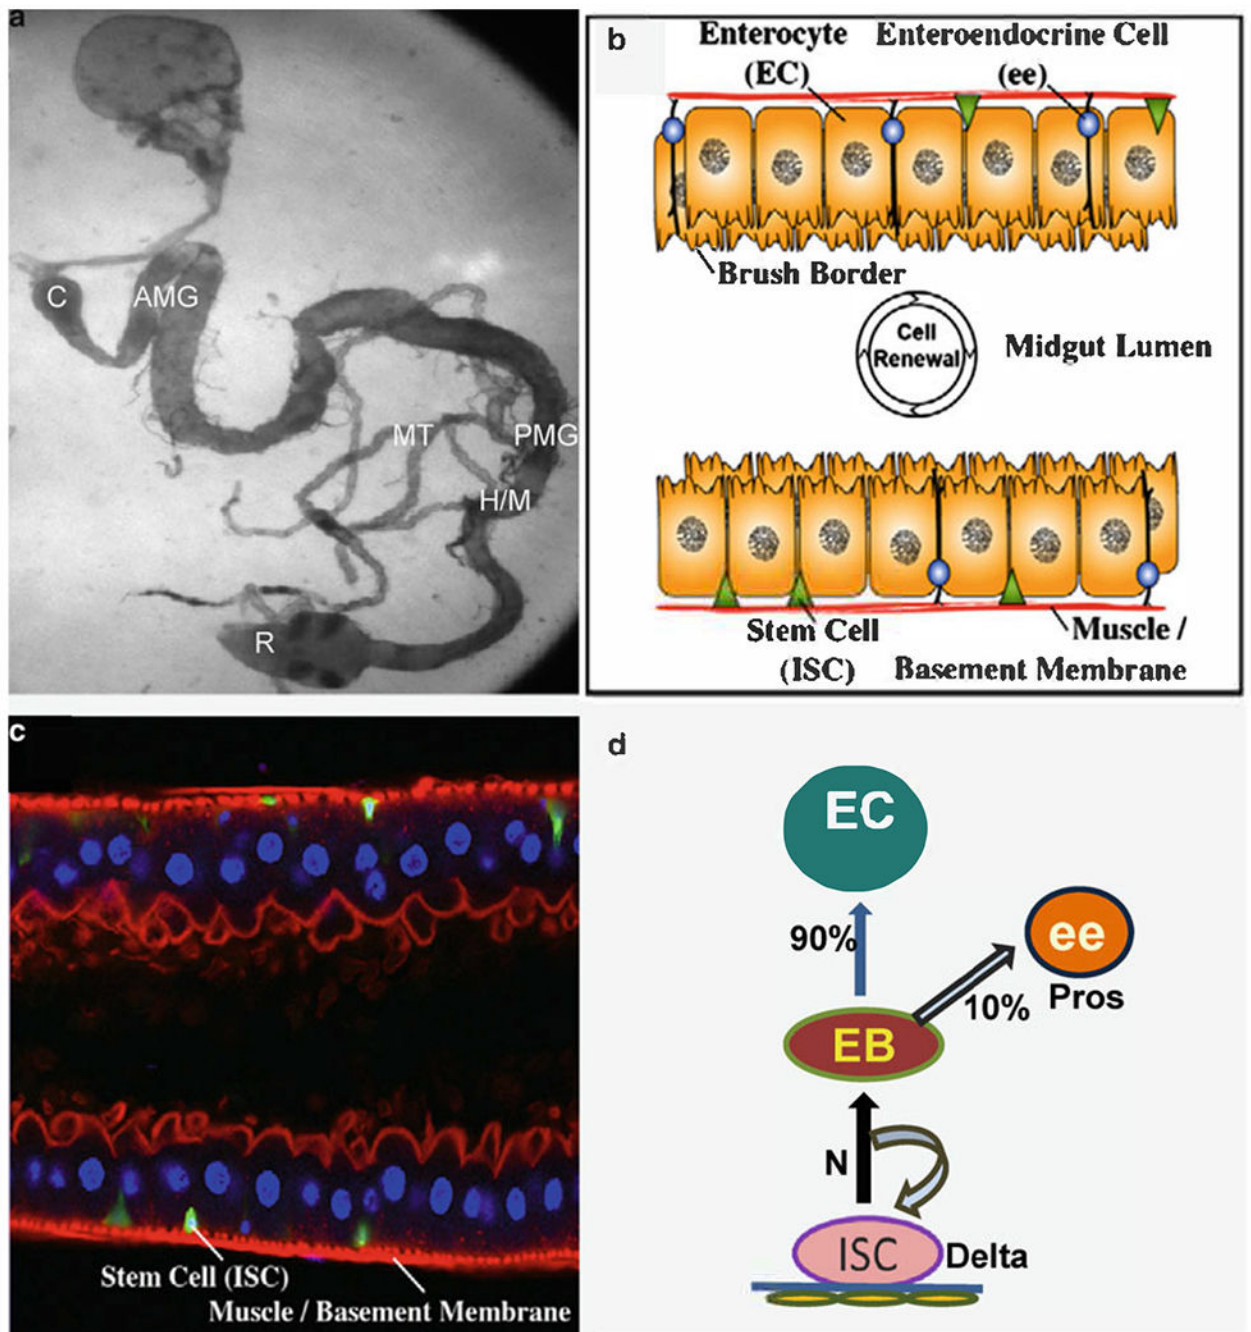 a
C
AMG
MT
PMG
H/M
R
b
Enterocyte
(EC)
Enteroendocrine Cell
(ee)
Brush Border
Cell
Renewal
Midgut Lumen
Stem Cell
(ISC)
Muscle /
Basement Membrane
c
Stem Cell (ISC)
Muscle / Basement Membrane
d
EC
90%
ee
10%
Pros
EB
N
ISC
Delta